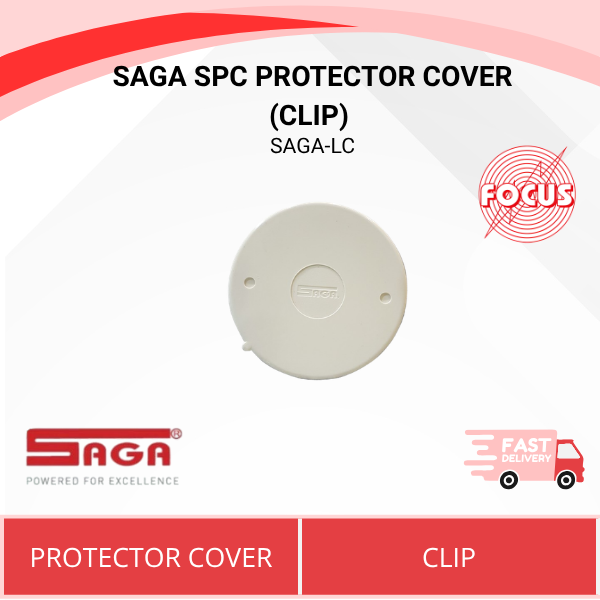 SAGA SPC PROTECTOR COVER
(CLIP)
SAGA-LC
FOCUS
SAGA
SAGA®
POWERED FOR EXCELLENCE
FAST
DELIVERY
PROTECTOR COVER
CLIP